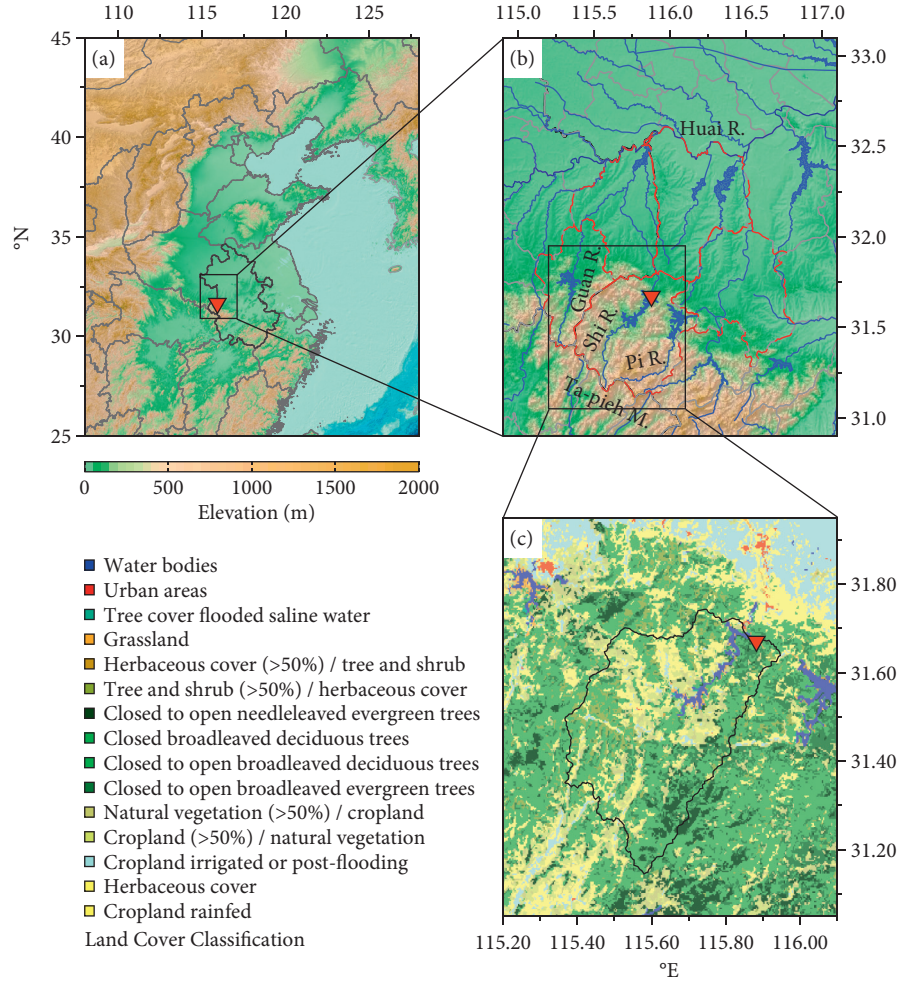 110 115 120 125
115.0 115.5 116.0 116.5 117.0
45
40
35
30
25
°N
(a)
(b)
33.1
32.5
32.0
31.5
31.0
Huai R.
Guan R.
Shi R.
Pi R.
Ta-pieh M.
0 500 1000 1500 2000
Elevation (m)
Water bodies
Urban areas
Tree cover flooded saline water
Grassland
Herbaceous cover (>50%) / tree and shrub
Tree and shrub (>50%) / herbaceous cover
Closed to open needleleaved evergreen trees
Closed broadleaved deciduous trees
Closed to open broadleaved deciduous trees
Closed to open broadleaved evergreen trees
Natural vegetation (>50%) / cropland
Cropland (>50%) / natural vegetation
Cropland irrigated or post-flooding
Herbaceous cover
Cropland rainfed
Land Cover Classification
(c)
31.80
31.60
31.40
31.20
115.20 115.40 115.60 115.80 116.00
°E